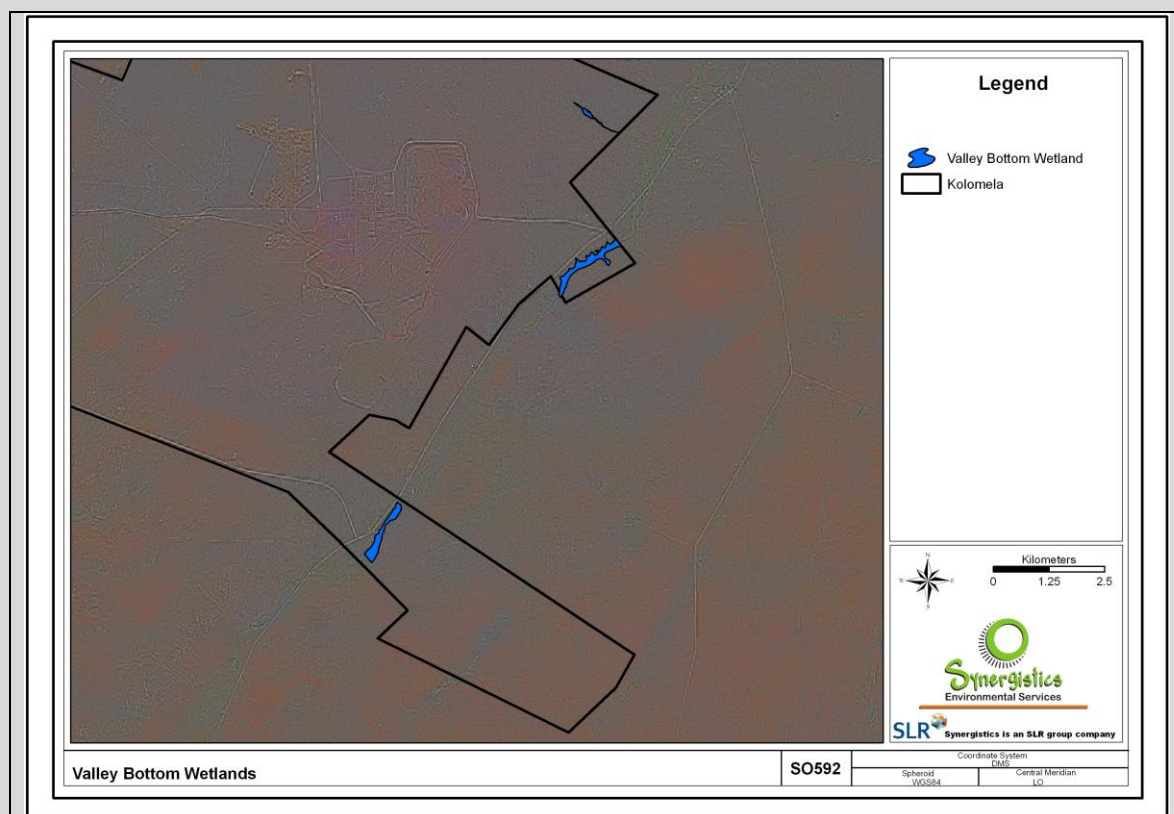 Legend
Valley Bottom Wetland
Kolomela
N
W
E
S
Kilometers
0 1.25 2.5
Synergistics
Environmental Services
SLR Synergistics is an SLR group company
Valley Bottom Wetlands
SO592
Coordinate System
DMS
Spheroid
WGS84
Central Meridian
LO